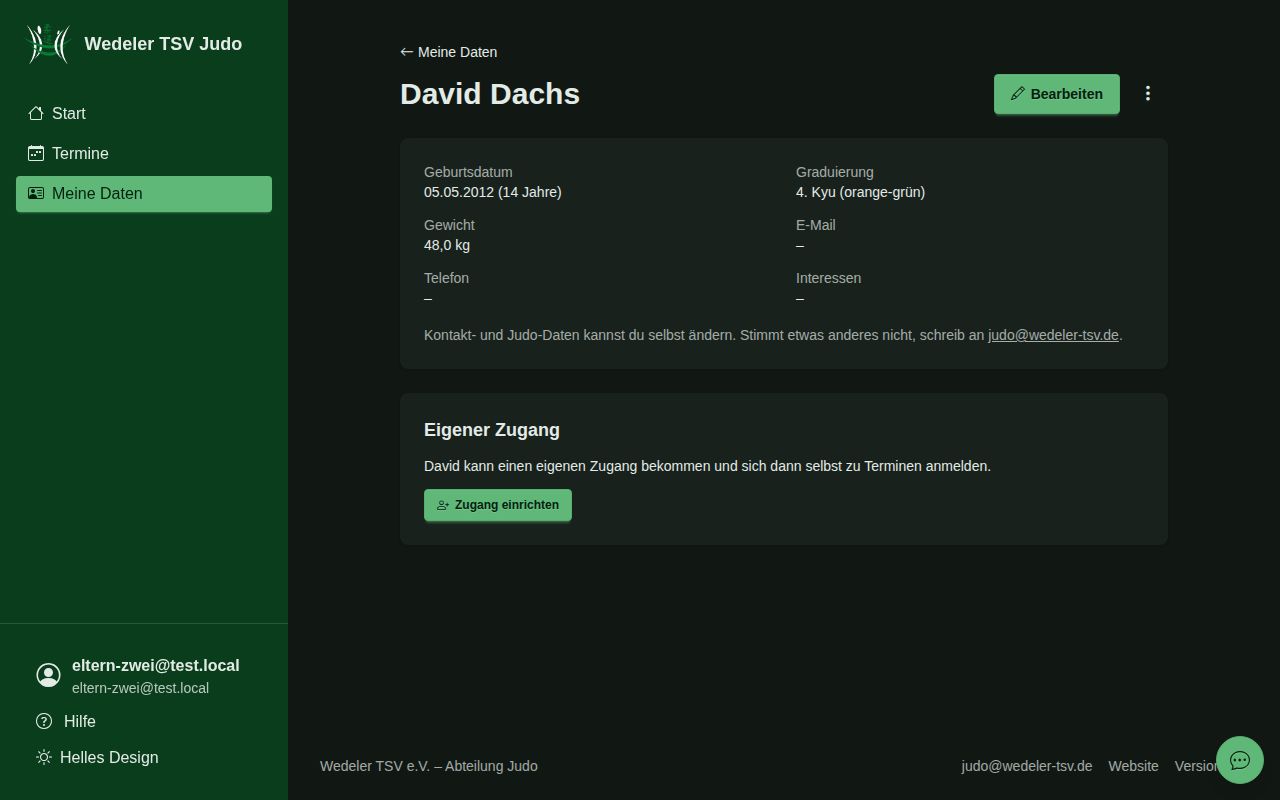 Wedeler TSV Judo
Start
Termine
Meine Daten
eltern-zwei@test.local
eltern-zwei@test.local
Hilfe
Helles Design
← Meine Daten
David Dachs
Bearbeiten
Geburtsdatum
05.05.2012 (14 Jahre)
Graduierung
4. Kyu (orange-grün)
Gewicht
48,0 kg
E-Mail
–
Telefon
–
Interessen
–
Kontakt- und Judo-Daten kannst du selbst ändern. Stimmt etwas anderes nicht, schreib an judo@wedeler-tsv.de.
Eigener Zugang
David kann einen eigenen Zugang bekommen und sich dann selbst zu Terminen anmelden.
Zugang einrichten
Wedeler TSV e.V. – Abteilung Judo
judo@wedeler-tsv.de Website